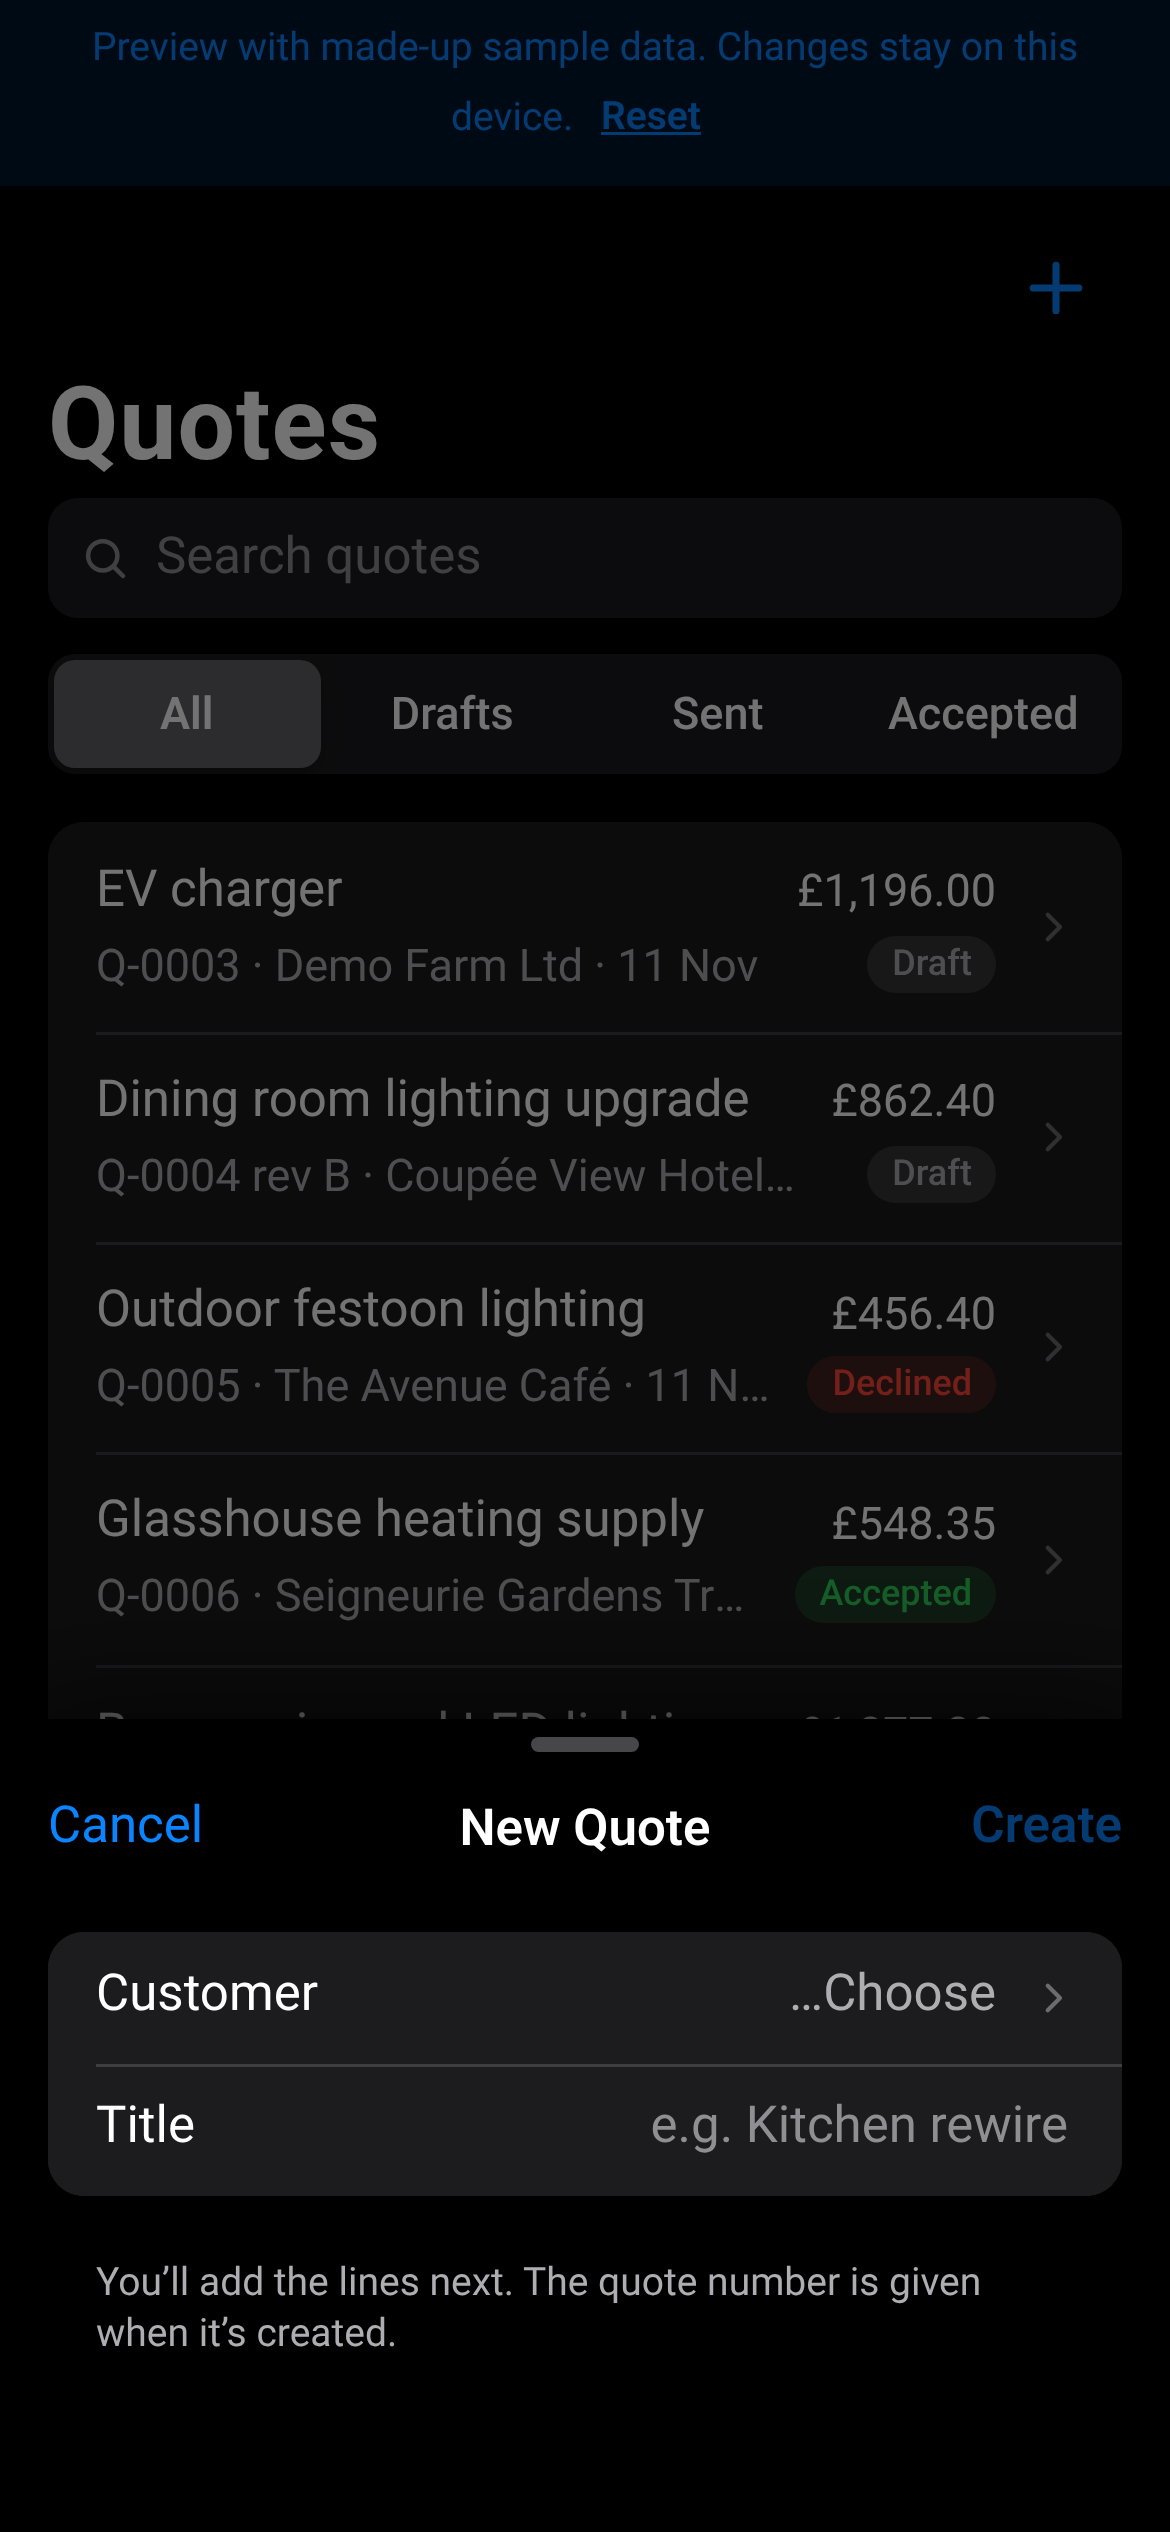 Preview with made-up sample data. Changes stay on this
device. Reset
Quotes
Search quotes
All Drafts Sent Accepted
EV charger £1,196.00
Q-0003 · Demo Farm Ltd · 11 Nov Draft
Dining room lighting upgrade £862.40
Q-0004 rev B · Coupée View Hotel… Draft
Outdoor festoon lighting £456.40
Q-0005 · The Avenue Café · 11 N… Declined
Glasshouse heating supply £548.35
Q-0006 · Seigneurie Gardens Tr… Accepted
Cancel New Quote Create
Customer …Choose
Title e.g. Kitchen rewire
You’ll add the lines next. The quote number is given
when it’s created.